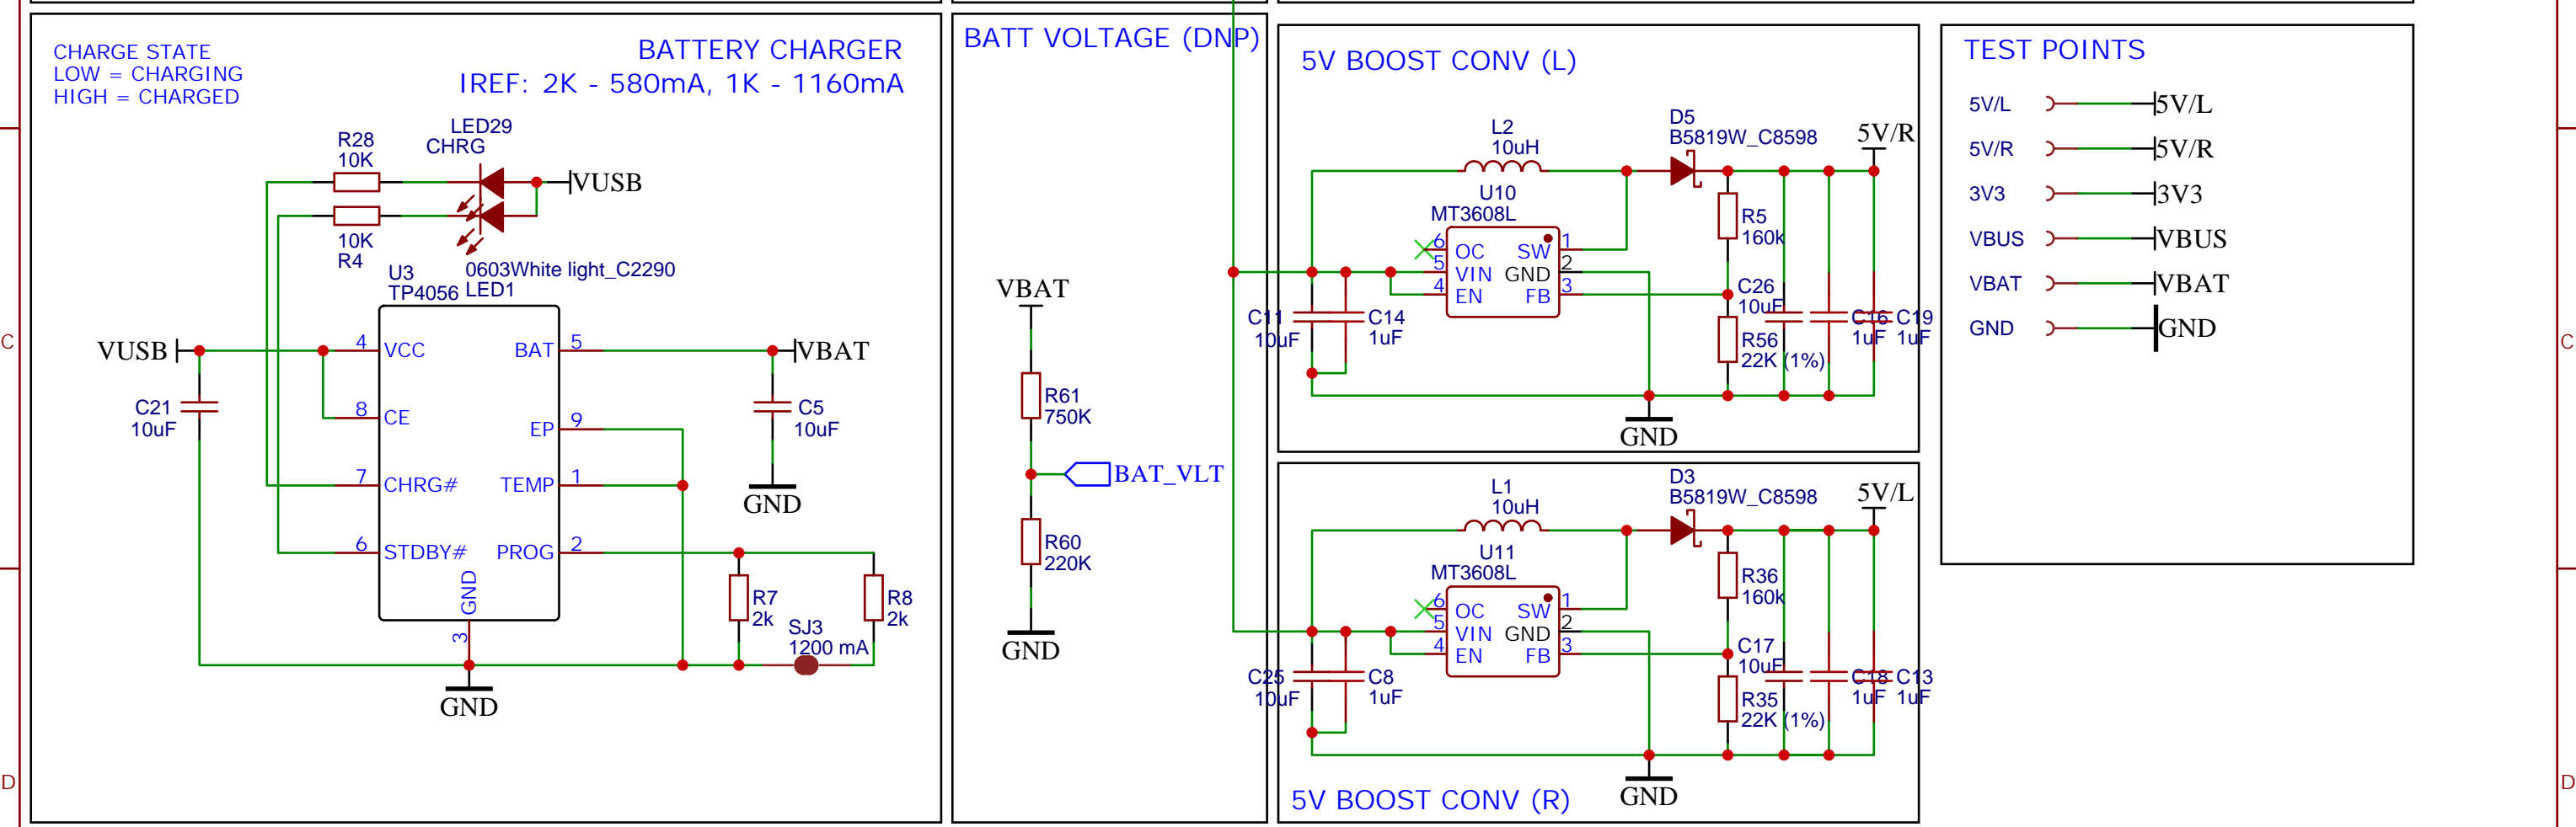 CHARGE STATE
LOW = CHARGING
HIGH = CHARGED
BATTERY CHARGER
IREF: 2K - 580mA, 1K - 1160mA
LED29
CHRG
R28
10K
VUSB
10K
R4
0603White light_C2290
LED1
U3
TP4056
VUSB
4
VCC
8
CE
7
CHRG#
6
STDBY#
BAT
5
VBAT
EP
9
TEMP
1
PROG
2
GND
3
C21
10uF
C5
10uF
GND
R7
2k
R8
2k
SJ3
1200 mA
GND
BATT VOLTAGE (DNP)
VBAT
R61
750K
BAT_VLT
R60
220K
GND
5V BOOST CONV (L)
L2
10uH
D5
B5819W_C8598
5V/R
U10
MT3608L
6
OC
SW
1
5
VIN
GND
2
4
EN
FB
3
R5
160k
C26
10uF
C11
10uF
C14
1uF
R56
22K (1%)
C16
1uF
C19
1uF
GND
L1
10uH
D3
B5819W_C8598
5V/L
U11
MT3608L
6
OC
SW
1
5
VIN
GND
2
4
EN
FB
3
R36
160k
C17
10uF
C25
10uF
C8
1uF
R35
22K (1%)
C18
1uF
C13
1uF
GND
5V BOOST CONV (R)
TEST POINTS
5V/L 5V/L
5V/R 5V/R
3V3 3V3
VBUS VBUS
VBAT VBAT
GND GND
C
C
D
D